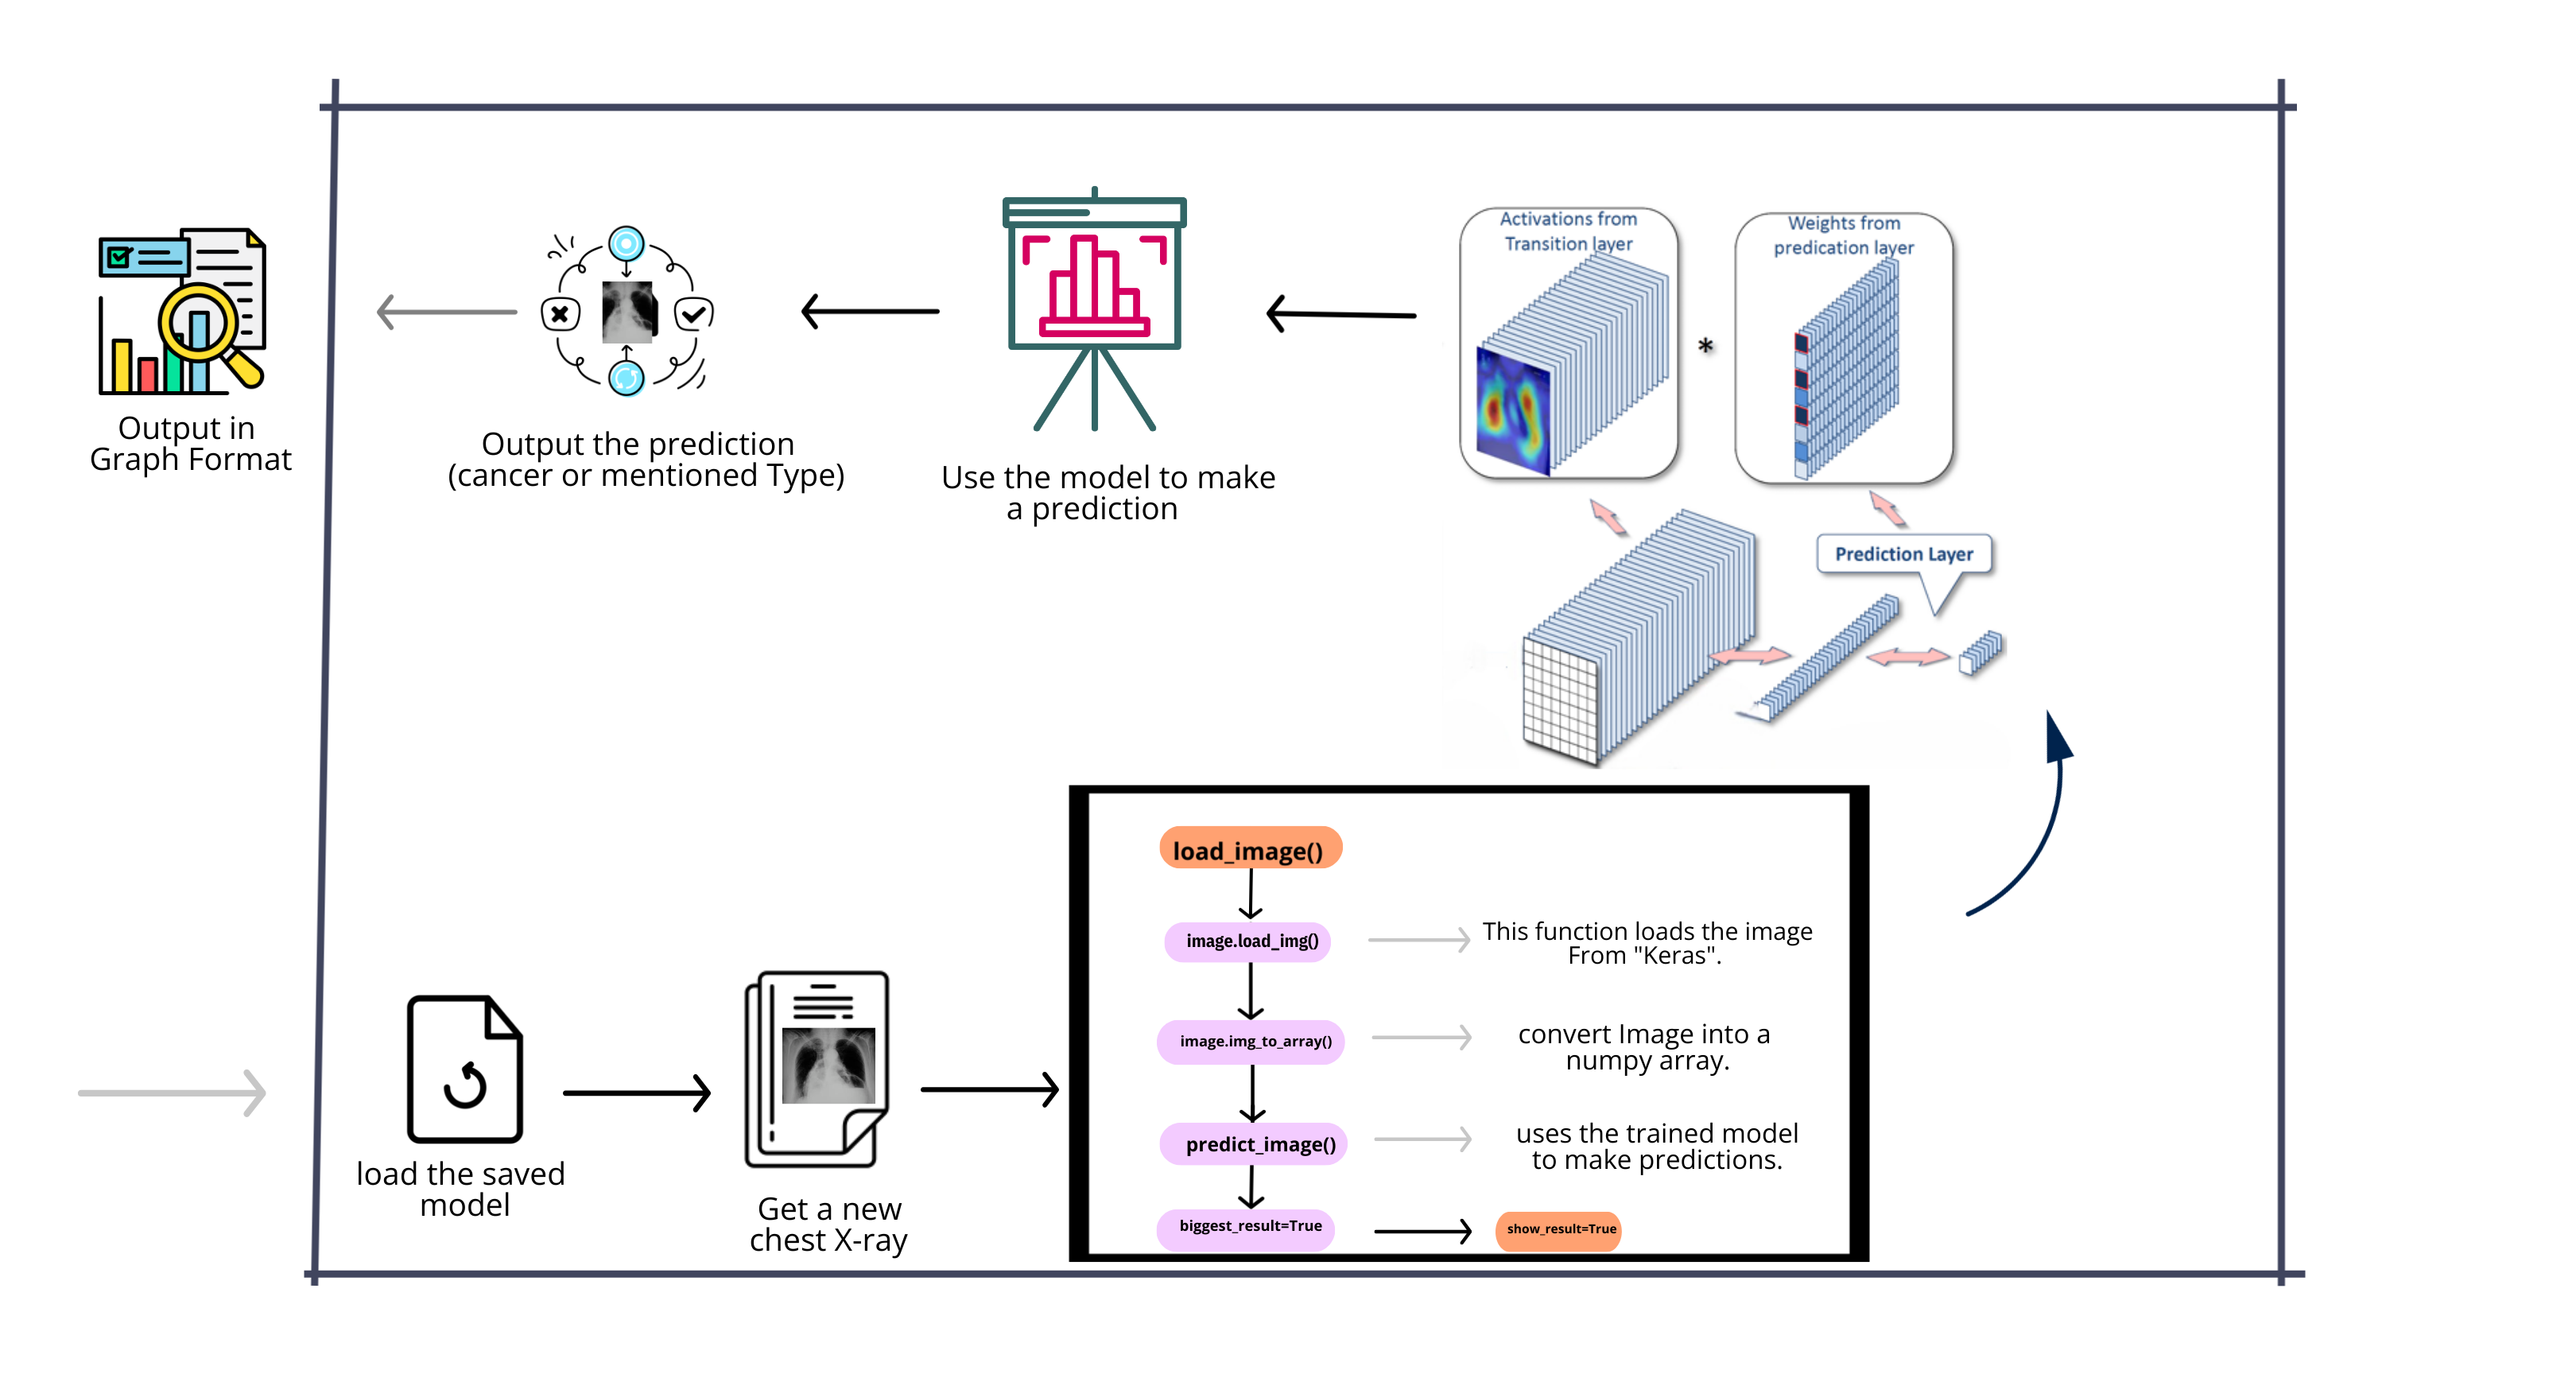 Activations from
Transition layer
Weights from
predication layer
*
Output in
Graph Format
Output the prediction
(cancer or mentioned Type)
Use the model to make
a prediction
Prediction Layer
load_image()
image.load_img()
This function loads the image
From "Keras".
image.img_to_array()
convert Image into a
numpy array.
predict_image()
uses the trained model
to make predictions.
biggest_result=True
show_result=True
load the saved
model
Get a new
chest X-ray